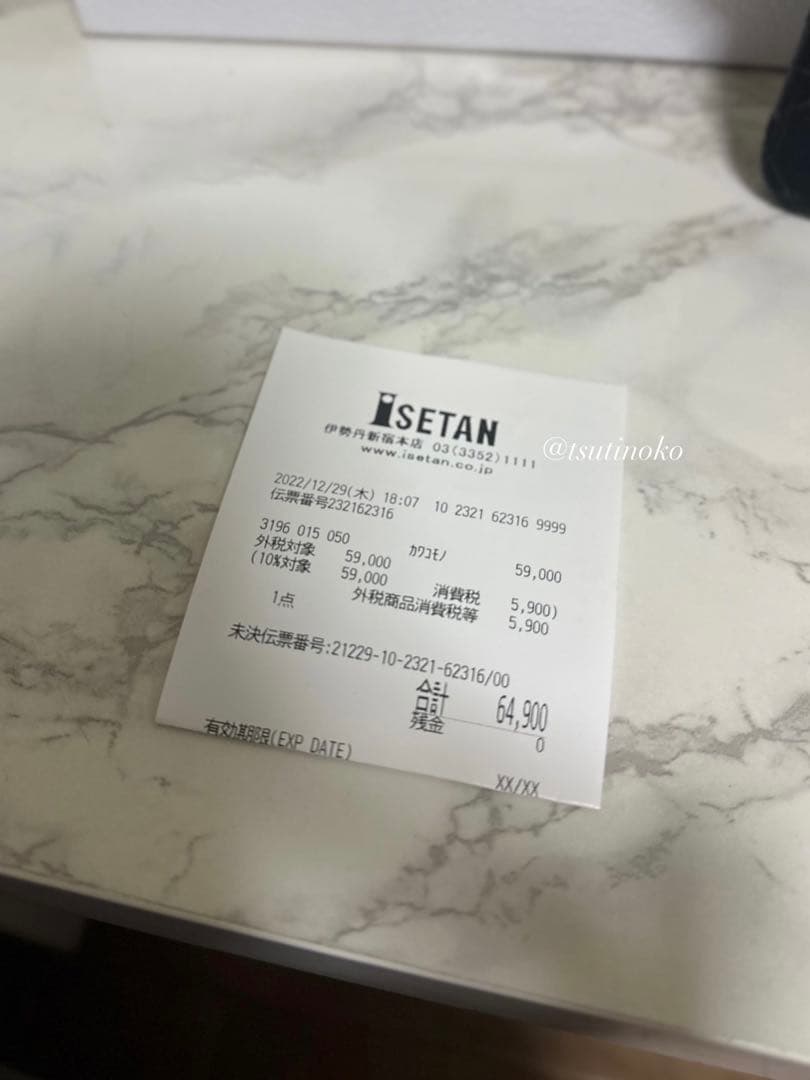 ISETAN
伊勢丹新宿本店 03(3352)1111
www.isetan.co.jp
@tsutinoko
2022/12/29(木) 18:07 10 2321 62316 9999
伝票番号232162316
3196 015 050 カワコモノ 59,000
外税対象 59,000 消費税 5,900)
(10%対象 59,000 外税商品消費税等 5,900
1点
未決伝票番号:21229-10-2321-62316/00
合計 64,900
残金 0
有効期限(EXP DATE) XX/XX